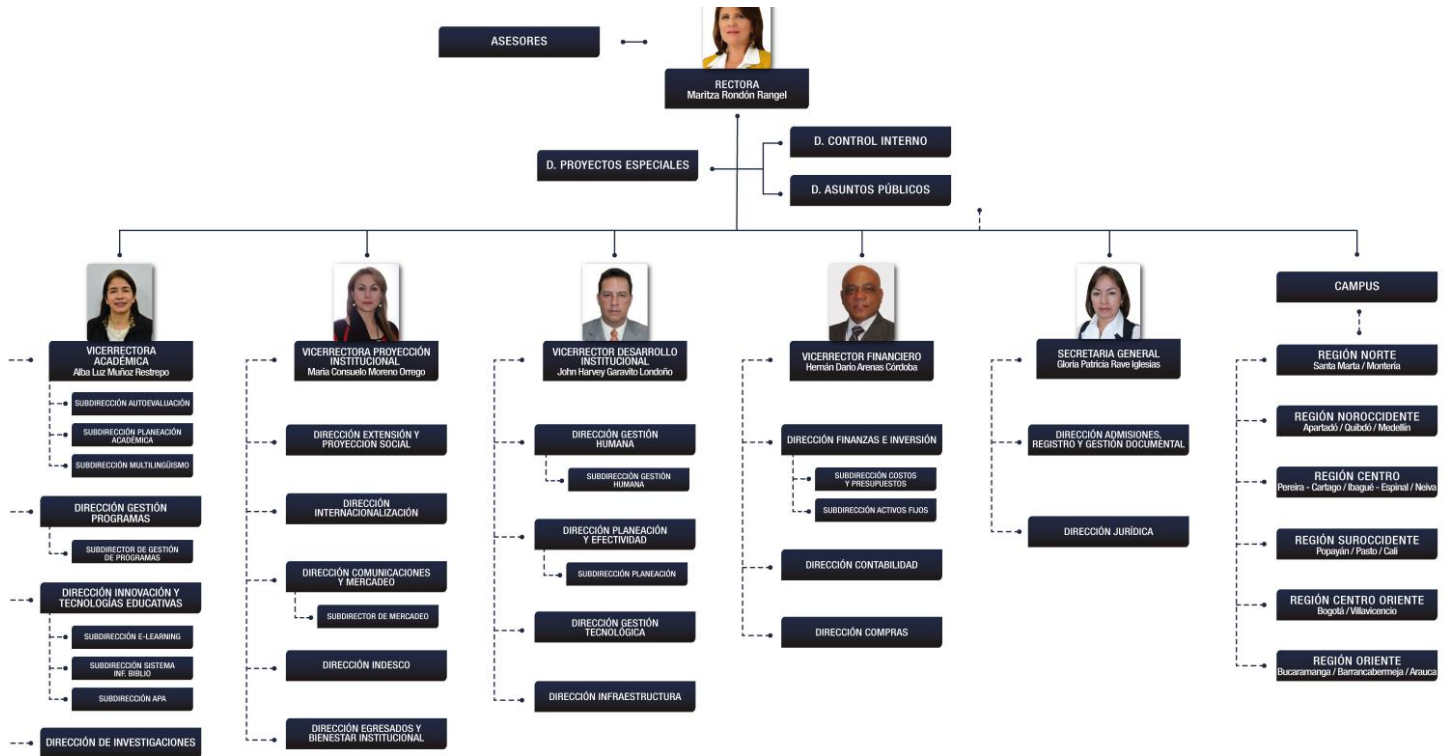 ASESORES
RECTORA
Maritza Rondón Rangel
D. PROYECTOS ESPECIALES
D. CONTROL INTERNO
D. ASUNTOS PÚBLICOS
VICERRECTORA
ACADÉMICA
Alba Luz Muñoz Restrepo
SUBDIRECCIÓN AUTOEVALUACIÓN
SUBDIRECCIÓN PLANEACIÓN
ACADÉMICA
SUBDIRECCIÓN MULTILINGÜISMO
DIRECCIÓN GESTIÓN
PROGRAMAS
SUBDIRECTOR DE GESTIÓN
DE PROGRAMAS
DIRECCIÓN INNOVACIÓN Y
TECNOLOGÍAS EDUCATIVAS
SUBDIRECCIÓN E-LEARNING
SUBDIRECCIÓN SISTEMA
INF. BIBLIO
SUBDIRECCIÓN APA
DIRECCIÓN DE INVESTIGACIONES
VICERRECTORA PROYECCIÓN
INSTITUCIONAL
Maria Consuelo Moreno Orrego
DIRECCIÓN EXTENSIÓN Y
PROYECCION SOCIAL
DIRECCIÓN
INTERNACIONALIZACIÓN
DIRECCIÓN COMUNICACIONES
Y MERCADEO
SUBDIRECTOR DE MERCADEO
DIRECCIÓN INDESCO
DIRECCIÓN EGRESADOS Y
BIENESTAR INSTITUCIONAL
VICERRECTOR DESARROLLO
INSTITUCIONAL
John Harvey Garavito Londoño
DIRECCIÓN GESTIÓN
HUMANA
SUBDIRECCIÓN GESTIÓN
HUMANA
DIRECCIÓN PLANEACIÓN
Y EFECTIVIDAD
SUBDIRECCIÓN PLANEACIÓN
DIRECCIÓN GESTIÓN
TECNOLÓGICA
DIRECCIÓN INFRAESTRUCTURA
VICERRECTOR FINANCIERO
Hernán Darío Arenas Córdoba
DIRECCIÓN FINANZAS E INVERSIÓN
SUBDIRECCIÓN COSTOS
Y PRESUPUESTOS
SUBDIRECCIÓN ACTIVOS FIJOS
DIRECCIÓN CONTABILIDAD
DIRECCIÓN COMPRAS
SECRETARIA GENERAL
Gloria Patricia Rave Iglesias
DIRECCIÓN ADMISIONES,
REGISTRO Y GESTIÓN DOCUMENTAL
DIRECCIÓN JURÍDICA
CAMPUS
REGIÓN NORTE
Santa Marta / Montería
REGIÓN NOROCCIDENTE
Apartadó / Quibdó / Medellín
REGIÓN CENTRO
Pereira - Cartago / Ibagué - Espinal / Neiva
REGIÓN SUROCCIDENTE
Popayán / Pasto / Cali
REGIÓN CENTRO ORIENTE
Bogotá / Villavicencio
REGIÓN ORIENTE
Bucaramanga / Barrancabermeja / Arauca